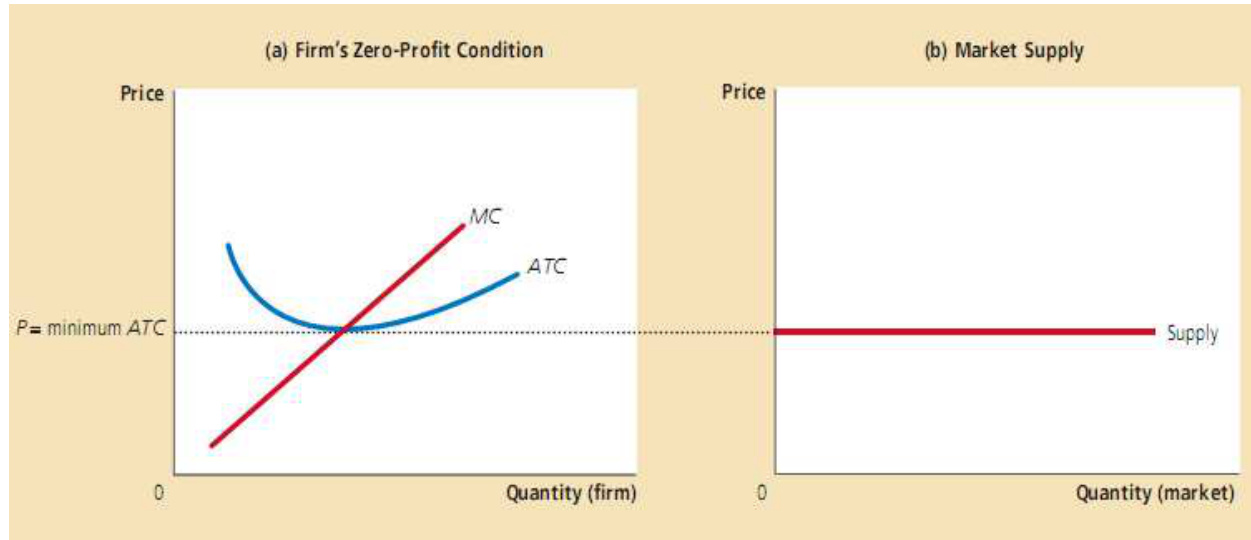 (a) Firm's Zero-Profit Condition
Price
MC
ATC
P = minimum ATC
0
Quantity (firm)
(b) Market Supply
Price
Supply
0
Quantity (market)